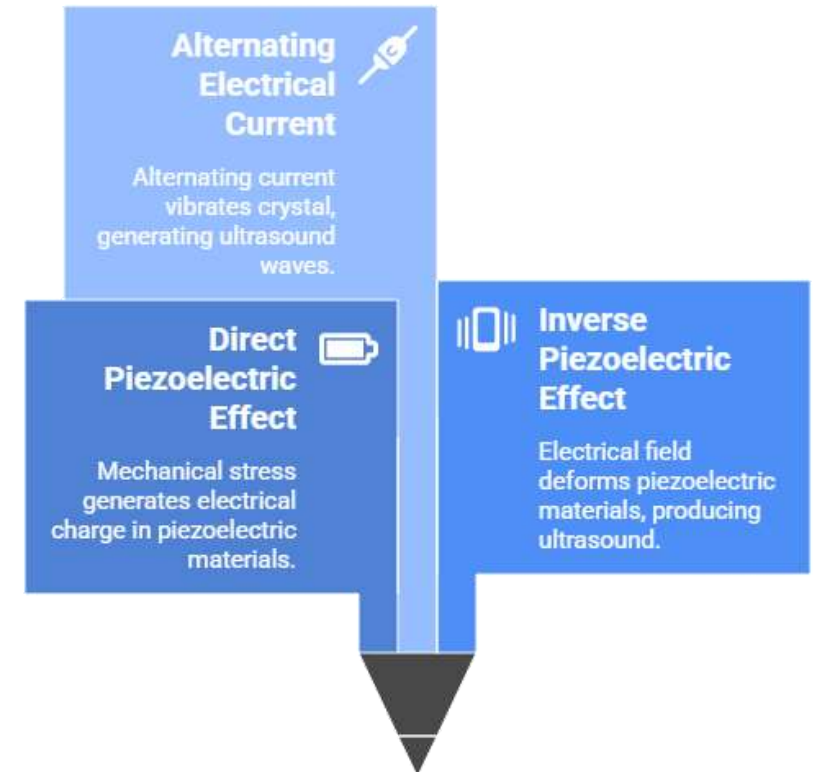 Alternating
Electrical
Current
Alternating current
vibrates crystal,
generating ultrasound
waves.
Direct
Piezoelectric
Effect
Mechanical stress
generates electrical
charge in piezoelectric
materials.
Inverse
Piezoelectric
Effect
Electrical field
deforms piezoelectric
materials, producing
ultrasound.